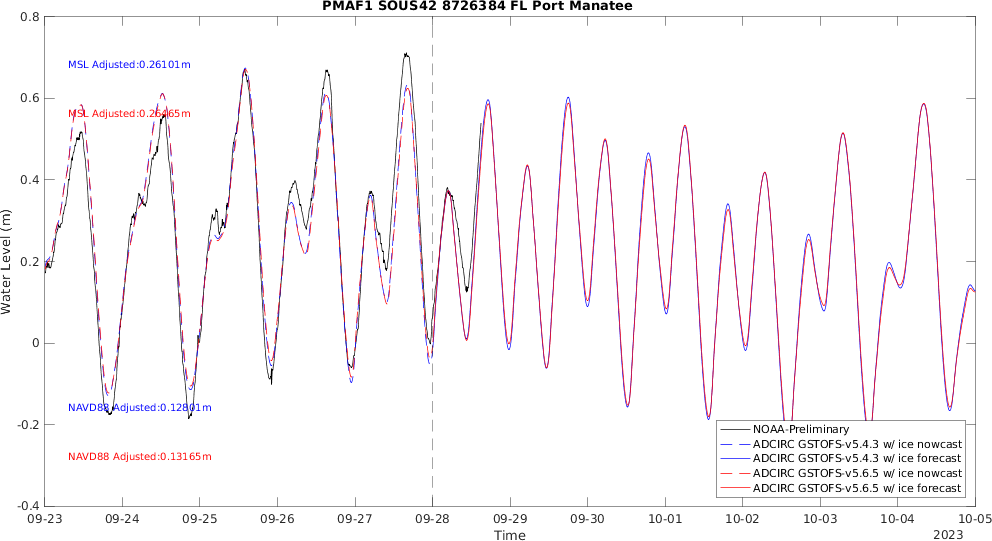 PMAF1 SOUS42 8726384 FL Port Manatee
0.8
0.6
0.4
0.2
0
-0.2
-0.4
Water Level (m)
MSL Adjusted:0.26101m
MSL Adjusted:0.26465m
NAVD88 Adjusted:0.12801m
NAVD88 Adjusted:0.13165m
NOAA-Preliminary
ADCIRC GSTOFS-v5.4.3 w/ ice nowcast
ADCIRC GSTOFS-v5.4.3 w/ ice forecast
ADCIRC GSTOFS-v5.6.5 w/ ice nowcast
ADCIRC GSTOFS-v5.6.5 w/ ice forecast
09-23 09-24 09-25 09-26 09-27 09-28 09-29 09-30 10-01 10-02 10-03 10-04 10-05
Time
2023